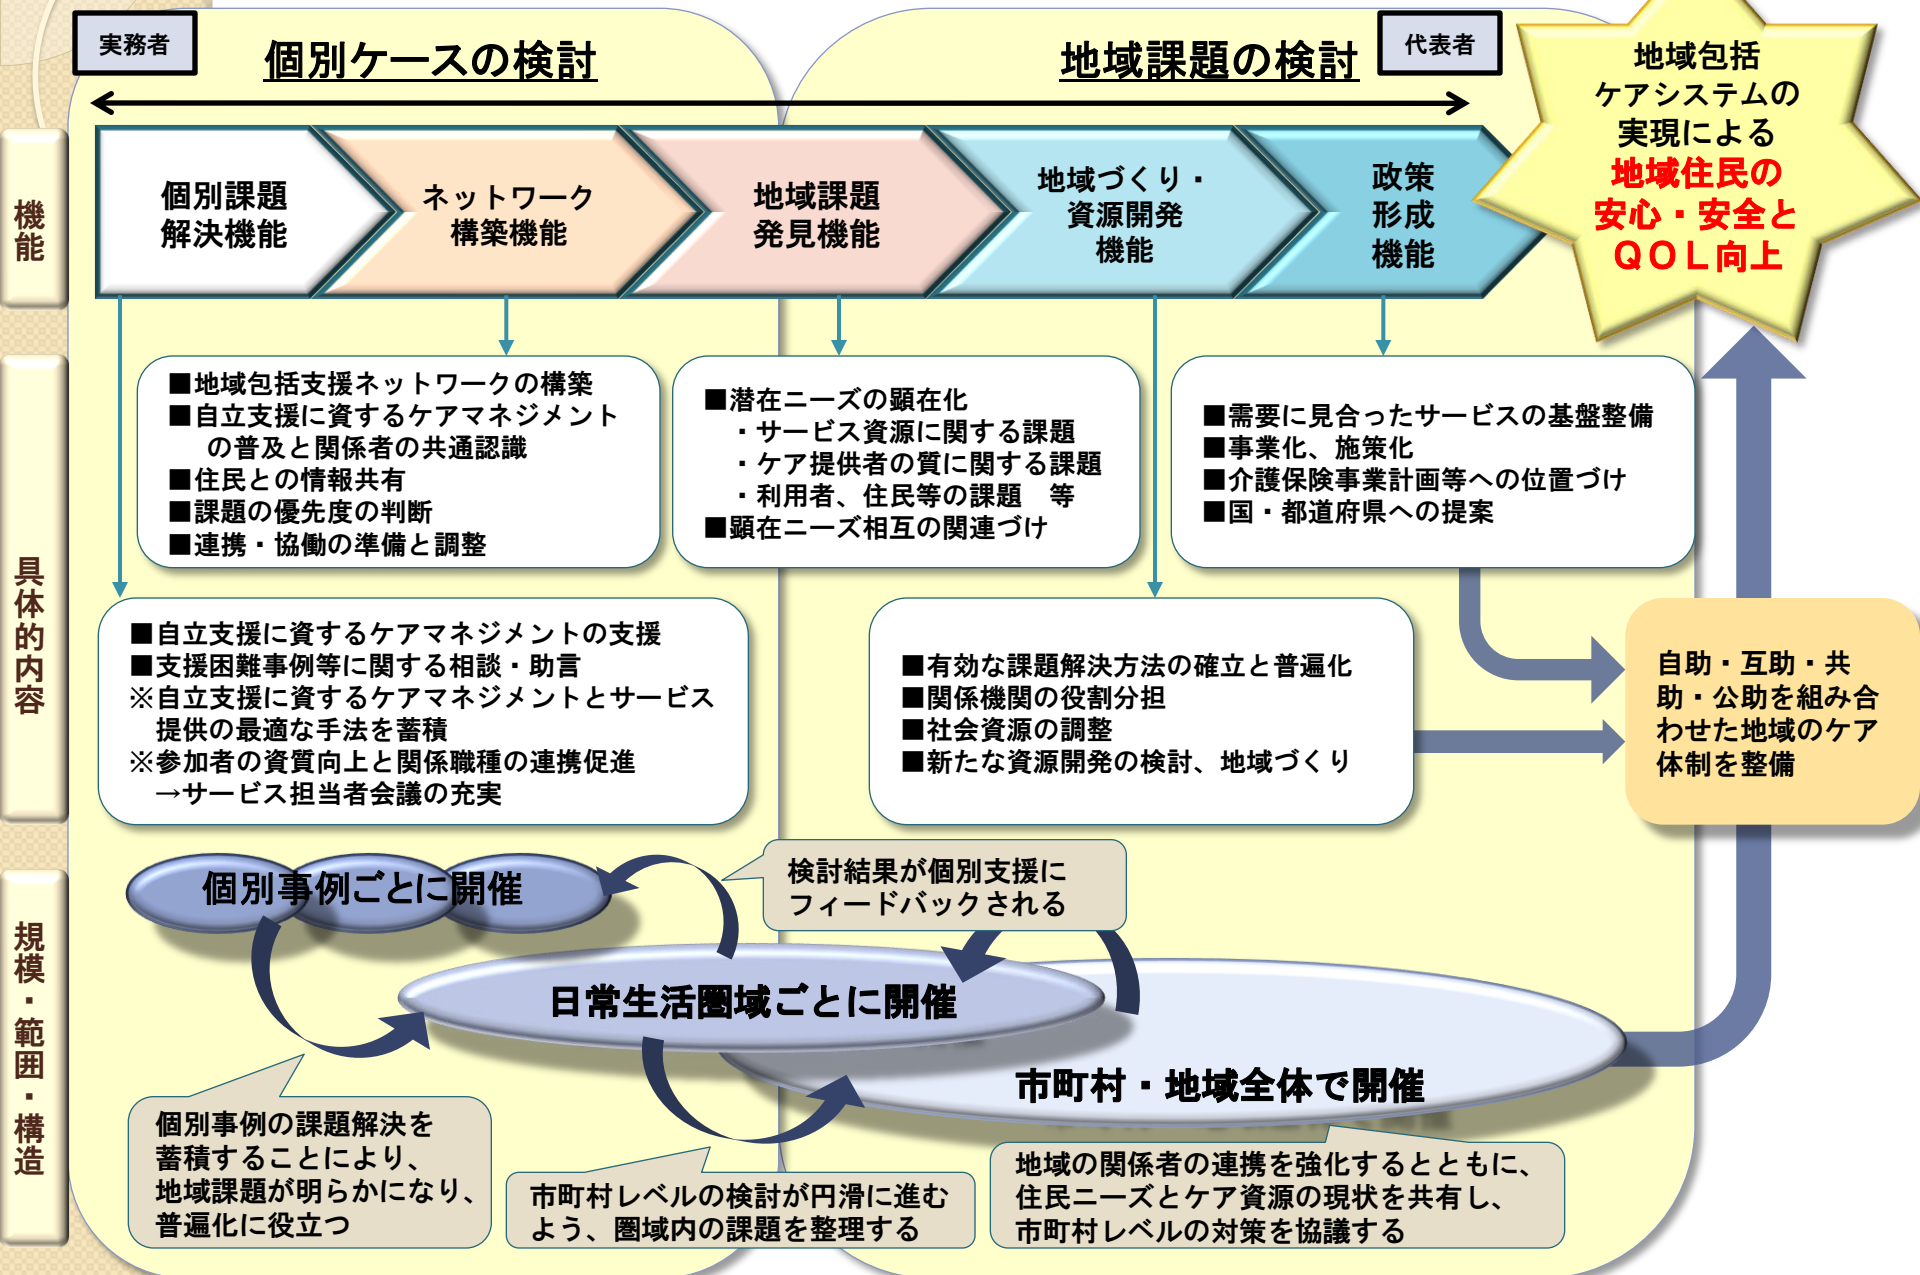 実務者
個別ケースの検討
地域課題の検討
代表者
地域包括
ケアシステムの
実現による
地域住民の
安心・安全と
ＱＯＬ向上
機能
個別課題
解決機能
ネットワーク
構築機能
地域課題
発見機能
地域づくり・
資源開発
機能
政策
形成
機能
具体的内容
■地域包括支援ネットワークの構築
■自立支援に資するケアマネジメント
の普及と関係者の共通認識
■住民との情報共有
■課題の優先度の判断
■連携・協働の準備と調整
■潜在ニーズの顕在化
・サービス資源に関する課題
・ケア提供者の質に関する課題
・利用者、住民等の課題　等
■顕在ニーズ相互の関連づけ
■需要に見合ったサービスの基盤整備
■事業化、施策化
■介護保険事業計画等への位置づけ
■国・都道府県への提案
■自立支援に資するケアマネジメントの支援
■支援困難事例等に関する相談・助言
※自立支援に資するケアマネジメントとサービス
提供の最適な手法を蓄積
※参加者の資質向上と関係職種の連携促進
→サービス担当者会議の充実
■有効な課題解決方法の確立と普遍化
■関係機関の役割分担
■社会資源の調整
■新たな資源開発の検討、地域づくり
自助・互助・共
助・公助を組み合
わせた地域のケア
体制を整備
規模・範囲・構造
個別事例ごとに開催
検討結果が個別支援に
フィードバックされる
日常生活圏域ごとに開催
市町村・地域全体で開催
個別事例の課題解決を
蓄積することにより、
地域課題が明らかになり、
普遍化に役立つ
市町村レベルの検討が円滑に進む
よう、圏域内の課題を整理する
地域の関係者の連携を強化するとともに、
住民ニーズとケア資源の現状を共有し、
市町村レベルの対策を協議する